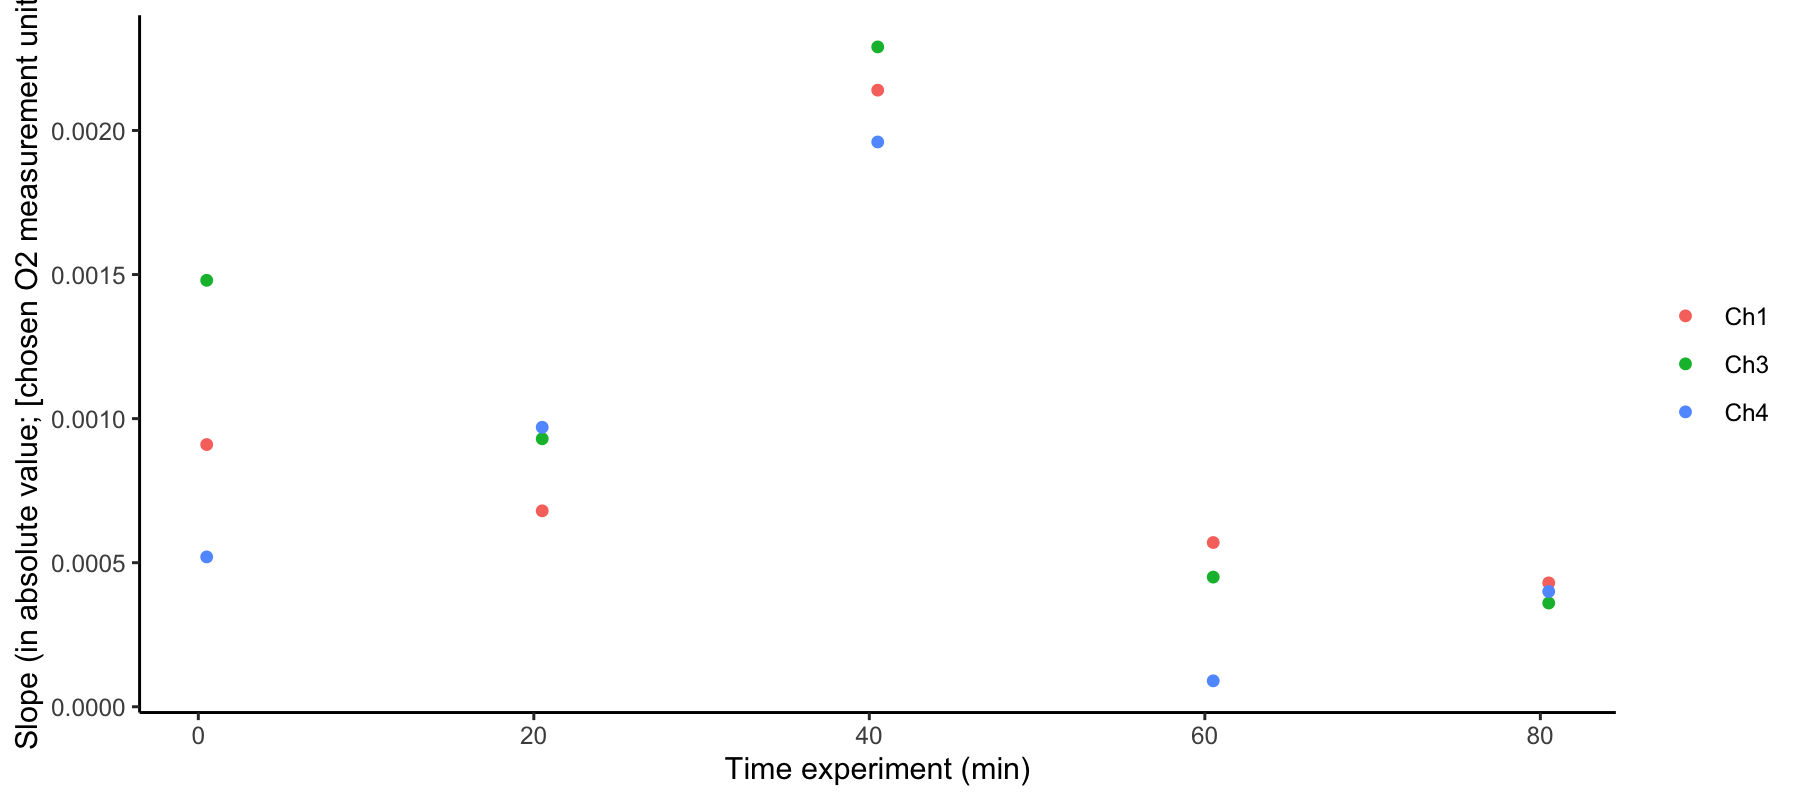 Slope (in absolute value; [chosen O2 measurement unit
0.0020
0.0015
0.0010
0.0005
0.0000
0 20 40 60 80
Time experiment (min)
Ch1
Ch3
Ch4